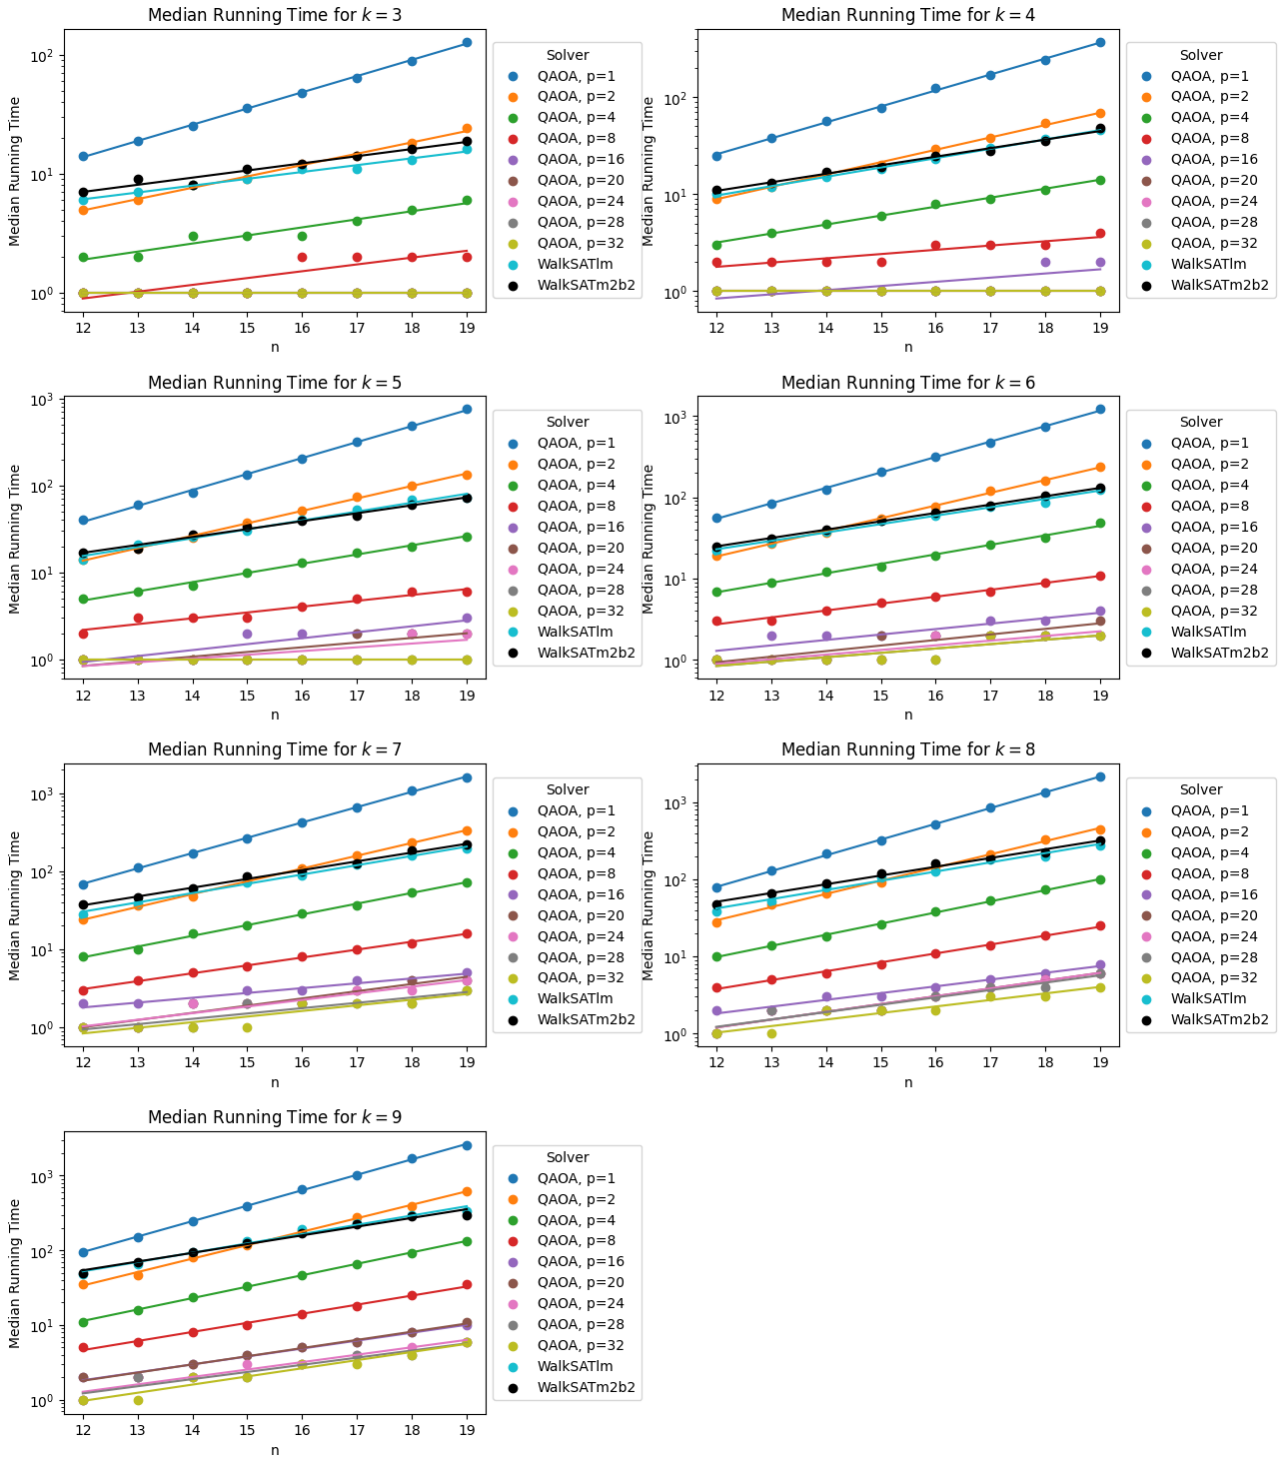 Median Running Time for k = 3
Median Running Time
10²
10¹
10⁰
12 13 14 15 16 17 18 19
n
Solver
QAOA, p=1
QAOA, p=2
QAOA, p=4
QAOA, p=8
QAOA, p=16
QAOA, p=20
QAOA, p=24
QAOA, p=28
QAOA, p=32
WalkSATlm
WalkSATm2b2
Median Running Time for k = 4
Median Running Time
10²
10¹
10⁰
12 13 14 15 16 17 18 19
n
Solver
QAOA, p=1
QAOA, p=2
QAOA, p=4
QAOA, p=8
QAOA, p=16
QAOA, p=20
QAOA, p=24
QAOA, p=28
QAOA, p=32
WalkSATlm
WalkSATm2b2
Median Running Time for k = 5
Median Running Time
10³
10²
10¹
10⁰
12 13 14 15 16 17 18 19
n
Solver
QAOA, p=1
QAOA, p=2
QAOA, p=4
QAOA, p=8
QAOA, p=16
QAOA, p=20
QAOA, p=24
QAOA, p=28
QAOA, p=32
WalkSATlm
WalkSATm2b2
Median Running Time for k = 6
Median Running Time
10³
10²
10¹
10⁰
12 13 14 15 16 17 18 19
n
Solver
QAOA, p=1
QAOA, p=2
QAOA, p=4
QAOA, p=8
QAOA, p=16
QAOA, p=20
QAOA, p=24
QAOA, p=28
QAOA, p=32
WalkSATlm
WalkSATm2b2
Median Running Time for k = 7
Median Running Time
10³
10²
10¹
10⁰
12 13 14 15 16 17 18 19
n
Solver
QAOA, p=1
QAOA, p=2
QAOA, p=4
QAOA, p=8
QAOA, p=16
QAOA, p=20
QAOA, p=24
QAOA, p=28
QAOA, p=32
WalkSATlm
WalkSATm2b2
Median Running Time for k = 8
Median Running Time
10³
10²
10¹
10⁰
12 13 14 15 16 17 18 19
n
Solver
QAOA, p=1
QAOA, p=2
QAOA, p=4
QAOA, p=8
QAOA, p=16
QAOA, p=20
QAOA, p=24
QAOA, p=28
QAOA, p=32
WalkSATlm
WalkSATm2b2
Median Running Time for k = 9
Median Running Time
10³
10²
10¹
10⁰
12 13 14 15 16 17 18 19
n
Solver
QAOA, p=1
QAOA, p=2
QAOA, p=4
QAOA, p=8
QAOA, p=16
QAOA, p=20
QAOA, p=24
QAOA, p=28
QAOA, p=32
WalkSATlm
WalkSATm2b2